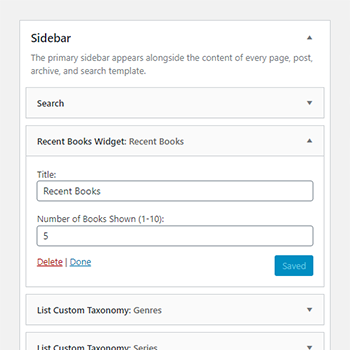 Sidebar
The primary sidebar appears alongside the content of every page, post,
archive, and search template.
Search
Recent Books Widget: Recent Books
Title:
Recent Books
Number of Books Shown (1-10):
5
Delete | Done
Saved
List Custom Taxonomy: Genres
List Custom Taxonomy: Series